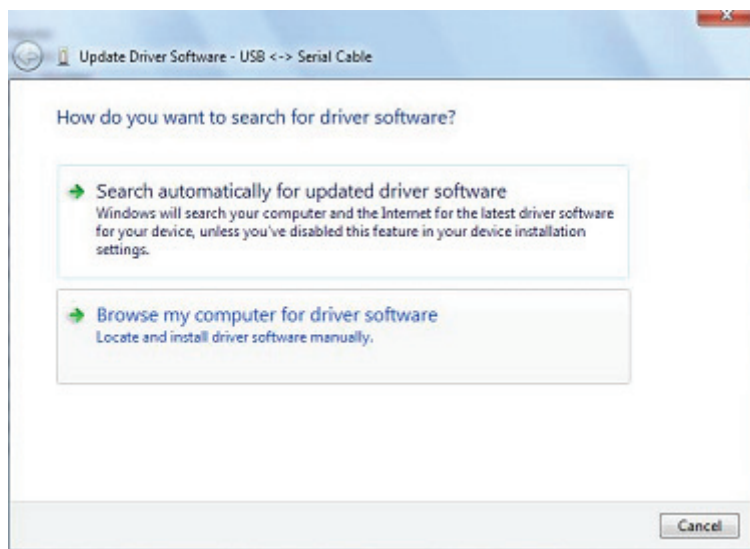 Update Driver Software - USB <-> Serial Cable
How do you want to search for driver software?
Search automatically for updated driver software
Windows will search your computer and the Internet for the latest driver software
for your device, unless you've disabled this feature in your device installation
settings.
Browse my computer for driver software
Locate and install driver software manually.
Cancel